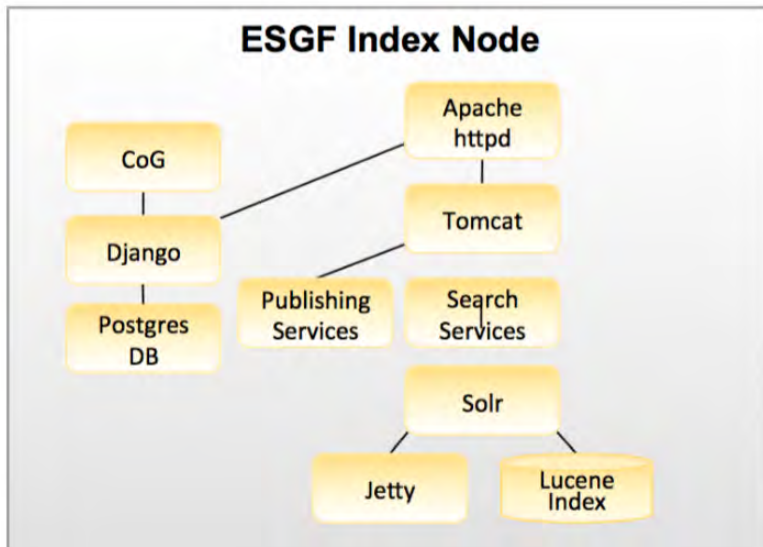 ESGF Index Node
Apache
httpd
CoG
Tomcat
Django
Publishing
Services
Search
Services
Postgres
DB
Solr
Jetty
Lucene
Index